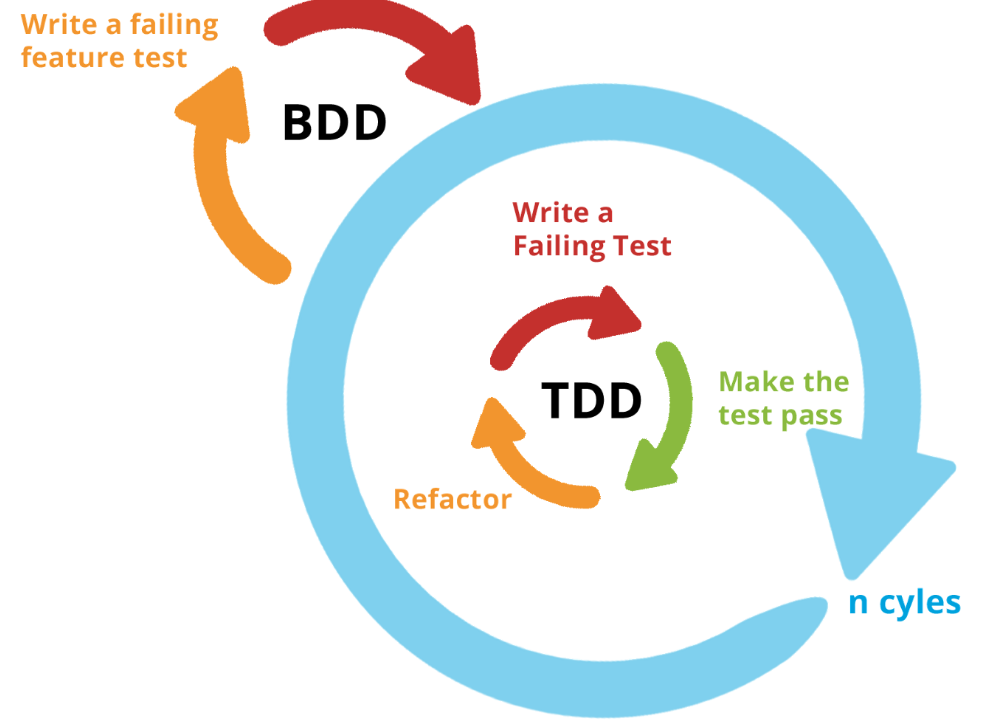 Write a failing
feature test
BDD
Write a
Failing Test
TDD
Make the
test pass
Refactor
n cyles